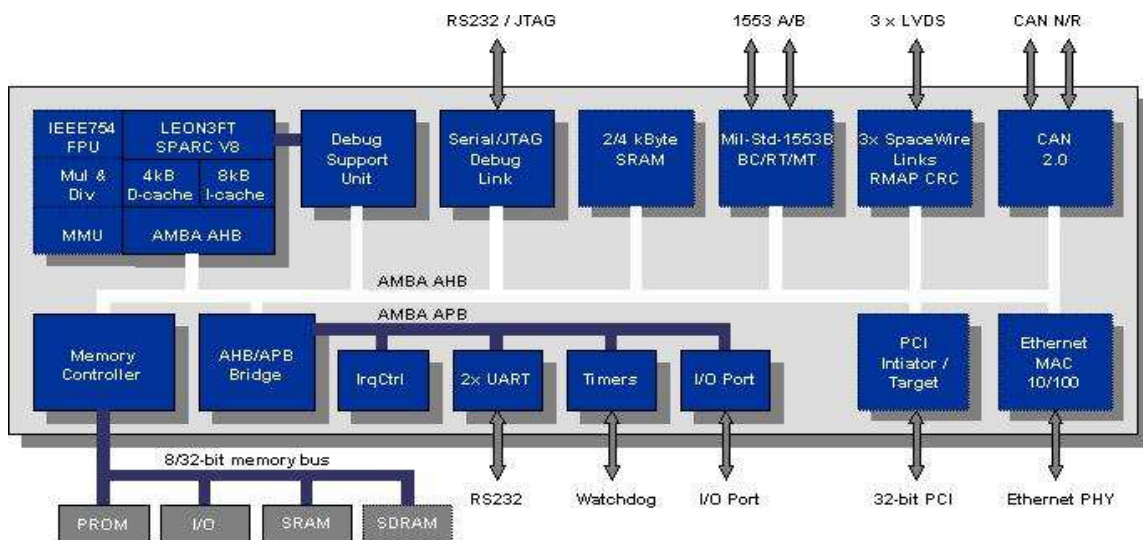 RS232 / JTAG
1553 A/B
3 x LVDS
CAN N/R
IEEE754
FPU
LEON3FT
SPARC V8
Mul &
Div
4kB
D-cache
8kB
I-cache
MMU
AMBA AHB
Debug
Support
Unit
Serial/JTAG
Debug
Link
2/4 kByte
SRAM
Mil-Std-1553B
BC/RT/MT
3x SpaceWire
Links
RMAP CRC
CAN
2.0
AMBA AHB
AMBA APB
Memory
Controller
AHB/APB
Bridge
IrqCtrl
2x UART
Timers
I/O Port
PCI
Intiator /
Target
Ethernet
MAC
10/100
8/32-bit memory bus
RS232
Watchdog
I/O Port
32-bit PCI
Ethernet PHY
PROM
I/O
SRAM
SDRAM